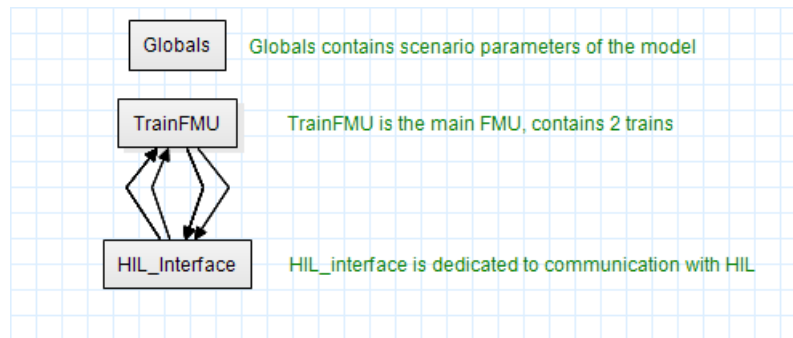 Globals Globals contains scenario parameters of the model
TrainFMU TrainFMU is the main FMU, contains 2 trains
HIL_Interface HIL_interface is dedicated to communication with HIL